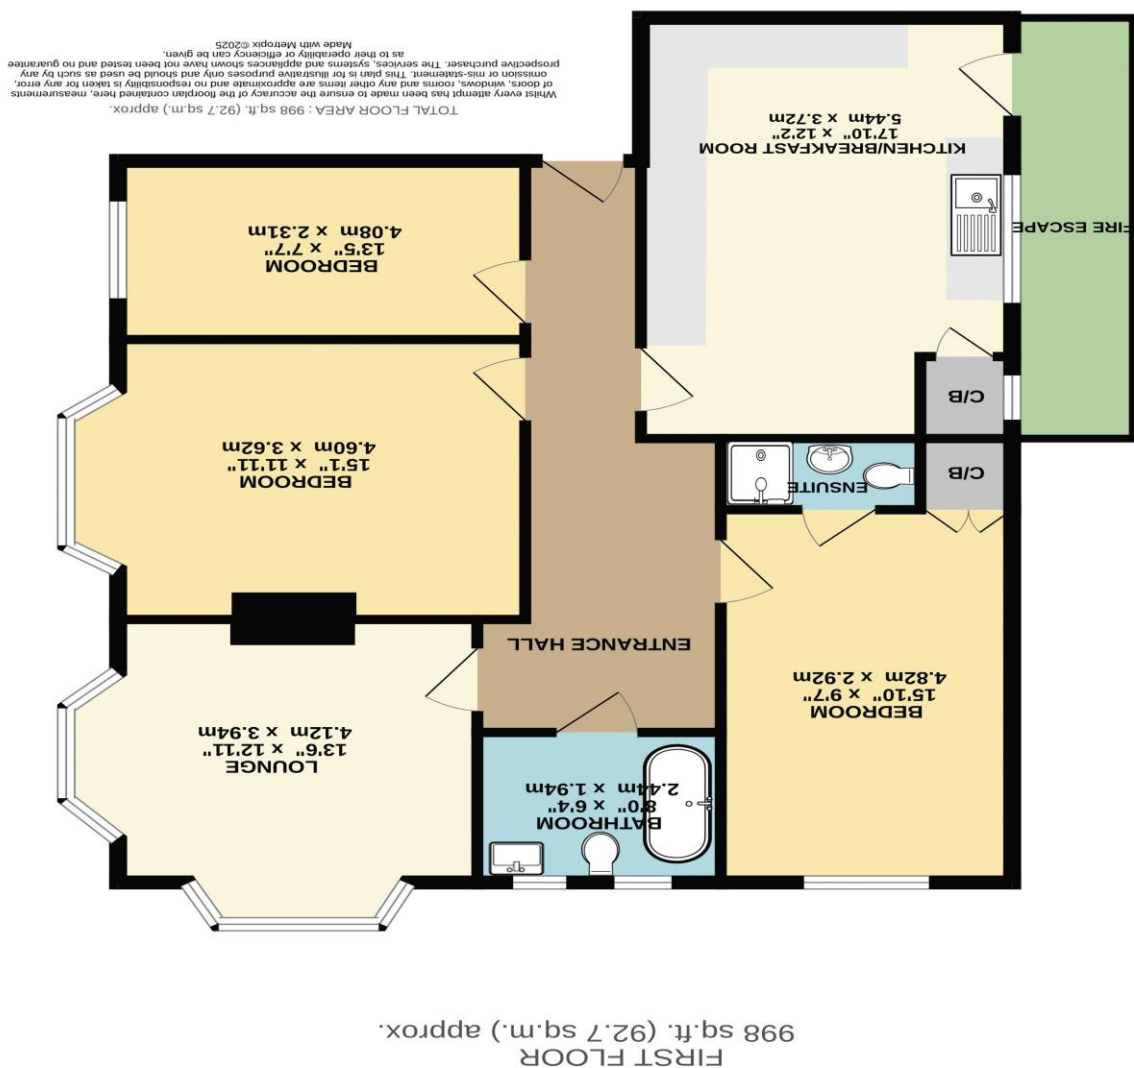 FIRST FLOOR
998 sq.ft. (92.7 sq.m.) approx.
BATHROOM
8'0" x 6'4"
2.44m x 1.94m
LOUNGE
13'6" x 12'11"
4.12m x 3.94m
BEDROOM
15'10" x 9'7"
4.82m x 2.92m
ENTRANCE HALL
BEDROOM
15'1" x 11'11"
4.60m x 3.62m
ENSUITE
C/B
C/B
BEDROOM
13'5" x 7'7"
4.08m x 2.31m
FIRE ESCAPE
KITCHEN/BREAKFAST ROOM
17'10" x 12'2"
5.44m x 3.72m
TOTAL FLOOR AREA : 998 sq.ft. (92.7 sq.m.) approx.
Whilst every attempt has been made to ensure the accuracy of the floorplan contained here, measurements
of doors, windows, rooms and any other items are approximate and no responsibility is taken for any error,
omission or mis-statement. This plan is for illustrative purposes only and should be used as such by any
prospective purchaser. The services, systems and appliances shown have not been tested and no guarantee
as to their operability or efficiency can be given.
Made with Metropix ©2025